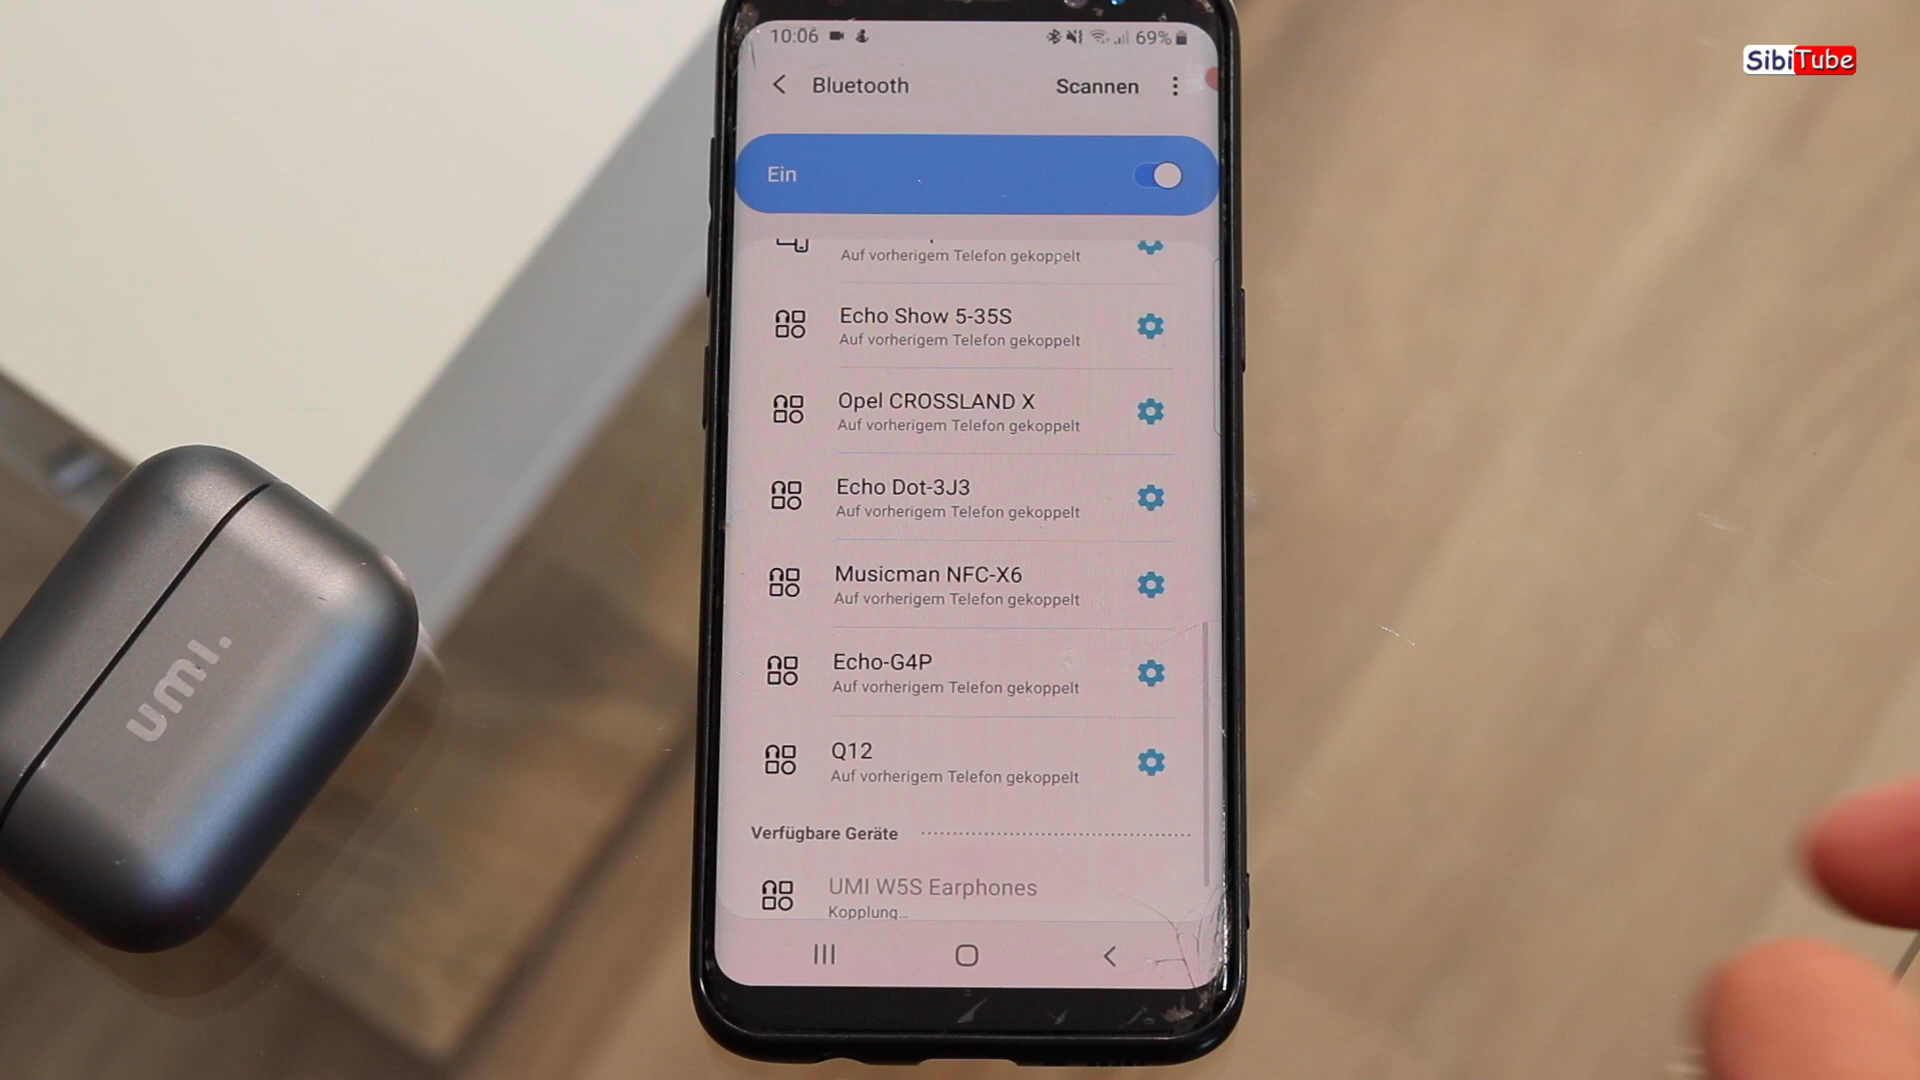 SibiTube
10:06 69%
Bluetooth Scannen
Ein
Auf vorherigem Telefon gekoppelt
Echo Show 5-35S
Auf vorherigem Telefon gekoppelt
Opel CROSSLAND X
Auf vorherigem Telefon gekoppelt
Echo Dot-3J3
Auf vorherigem Telefon gekoppelt
Musicman NFC-X6
Auf vorherigem Telefon gekoppelt
Echo-G4P
Auf vorherigem Telefon gekoppelt
Q12
Auf vorherigem Telefon gekoppelt
Verfügbare Geräte
UMI W5S Earphones
Kopplung...
umi.